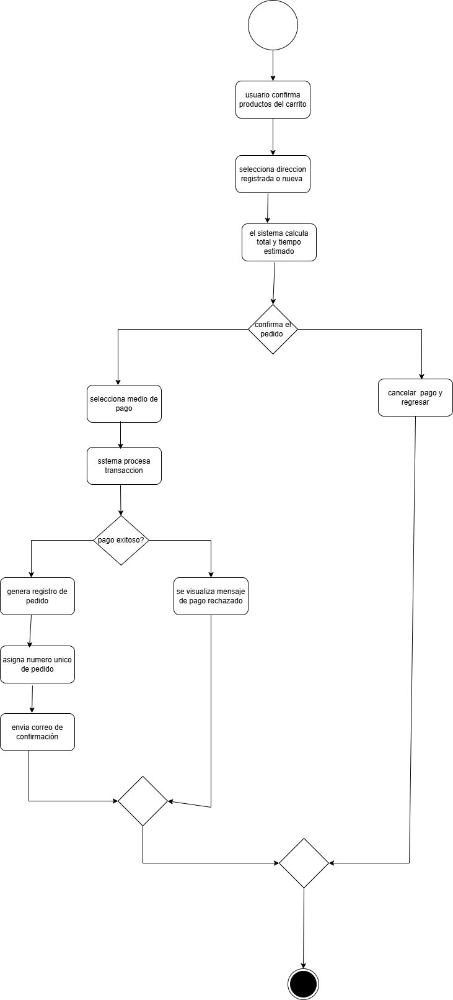 usuario confirma
productos del carrito
selecciona direccion
registrada o nueva
el sistema calcula
total y tiempo
estimado
confirma el
pedido
selecciona medio de
pago
cancelar pago y
regresar
sstema procesa
transaccion
pago exitoso?
genera registro de
pedido
se visualiza mensaje
de pago rechazado
asigna numero unico
de pedido
envia correo de
confirmación